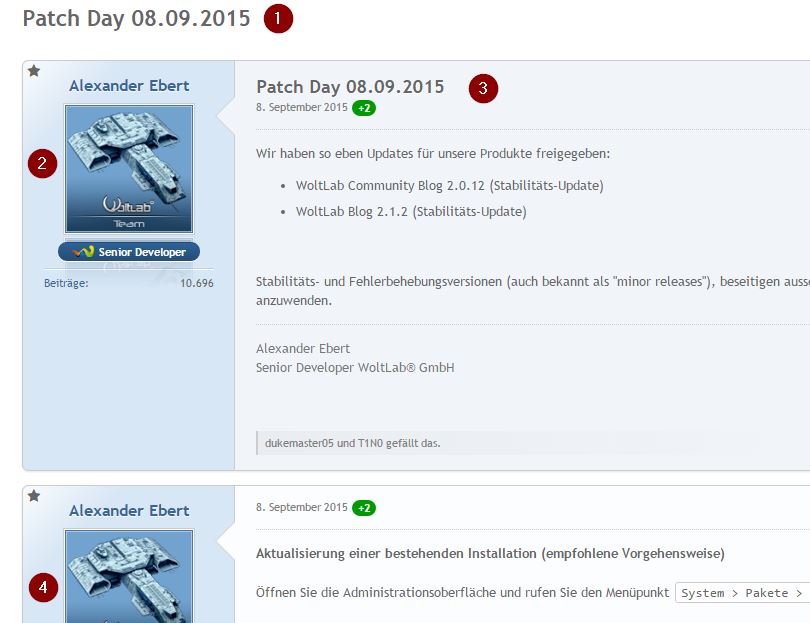 Patch Day 08.09.2015 1
Alexander Ebert
2
WoltLab®
Team
Senior Developer
Beiträge: 10.696
Patch Day 08.09.2015 3
8. September 2015 +2
Wir haben so eben Updates für unsere Produkte freigegeben:
• WoltLab Community Blog 2.0.12 (Stabilitäts-Update)
• WoltLab Blog 2.1.2 (Stabilitäts-Update)
Stabilitäts- und Fehlerbehebungsversionen (auch bekannt als "minor releases"), beseitigen
anzuwenden.
Alexander Ebert
Senior Developer WoltLab® GmbH
dukemaster05 und T1N0 gefällt das.
Alexander Ebert
4
8. September 2015 +2
Aktualisierung einer bestehenden Installation (empfohlene Vorgehensweise)
Öffnen Sie die Administrationsoberfläche und rufen Sie den Menüpunkt System > Pakete >